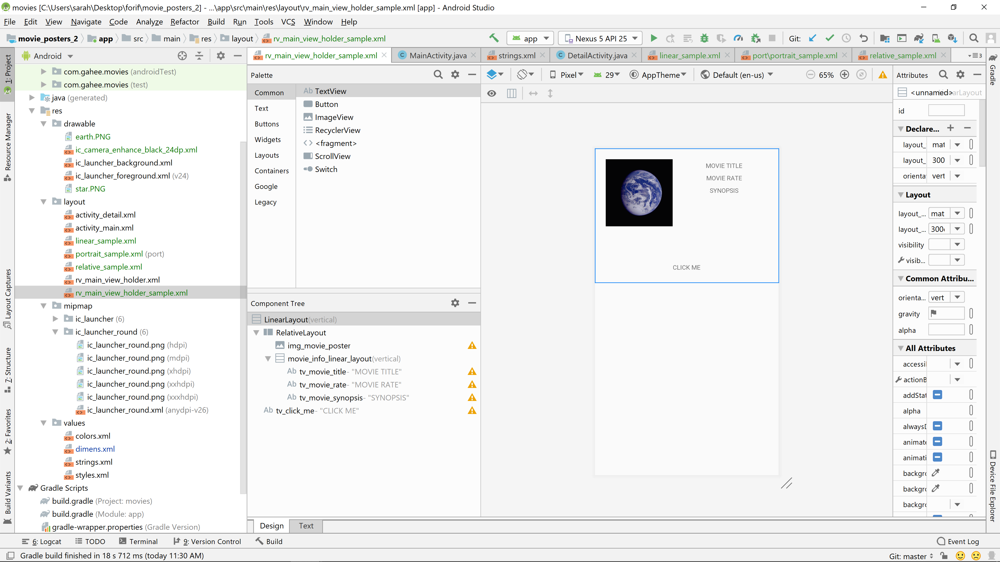 movies [C:\Users\sarah\Desktop\forif\movie_posters_2] - ...\app\src\main\res\layout\rv_main_view_holder_sample.xml [app] - Android Studio
File Edit View Navigate Code Analyze Refactor Build Run Tools VCS Window Help
movie_posters_2 app src main res layout rv_main_view_holder_sample.xml app Nexus 5 API 25 Git:
1: Project
Resource Manager
Layout Captures
7: Structure
2: Favorites
Build Variants
Android
com.gahee.movies (androidTest)
com.gahee.movies (test)
java (generated)
res
drawable
earth.PNG
ic_camera_enhance_black_24dp.xml
ic_launcher_background.xml
ic_launcher_foreground.xml (v24)
star.PNG
layout
activity_detail.xml
activity_main.xml
linear_sample.xml
portrait_sample.xml (port)
relative_sample.xml
rv_main_view_holder.xml
rv_main_view_holder_sample.xml
mipmap
ic_launcher (6)
ic_launcher_round (6)
ic_launcher_round.png (hdpi)
ic_launcher_round.png (mdpi)
ic_launcher_round.png (xhdpi)
ic_launcher_round.png (xxhdpi)
ic_launcher_round.png (xxxhdpi)
ic_launcher_round.xml (anydpi-v26)
values
colors.xml
dimens.xml
strings.xml
styles.xml
Gradle Scripts
build.gradle (Project: movies)
build.gradle (Module: app)
gradle-wrapper.properties (Gradle Version)
rv_main_view_holder_sample.xml MainActivity.java strings.xml DetailActivity.java linear_sample.xml port\portrait_sample.xml relative_sample.xml 3
Palette
Common
Text
Buttons
Widgets
Layouts
Containers
Google
Legacy
Ab TextView
Button
ImageView
RecyclerView
<fragment>
ScrollView
Switch
Component Tree
LinearLayout(vertical)
RelativeLayout
img_movie_poster
movie_info_linear_layout(vertical)
Ab tv_movie_title- "MOVIE TITLE"
Ab tv_movie_rate- "MOVIE RATE"
Ab tv_movie_synopsis- "SYNOPSIS"
Ab tv_click_me- "CLICK ME"
Pixel 29 AppTheme Default (en-us) 65%
MOVIE TITLE
MOVIE RATE
SYNOPSIS
CLICK ME
Attributes
<unnamed> earLayout
id
Declare...
layout_ mat
layout_ 300
orienta vert
Layout
layout_... mat
layout_... 300
visibility
visib...
Common Attribu...
orienta... vert
gravity
alpha
All Attributes
accessil
actionB
addStat
alpha
always
animate
animati
backgr
backgr
backgr
Gradle
Device File Explorer
Design Text
6: Logcat TODO Terminal 9: Version Control Build Event Log
Gradle build finished in 18 s 712 ms (today 11:30 AM) Git: master